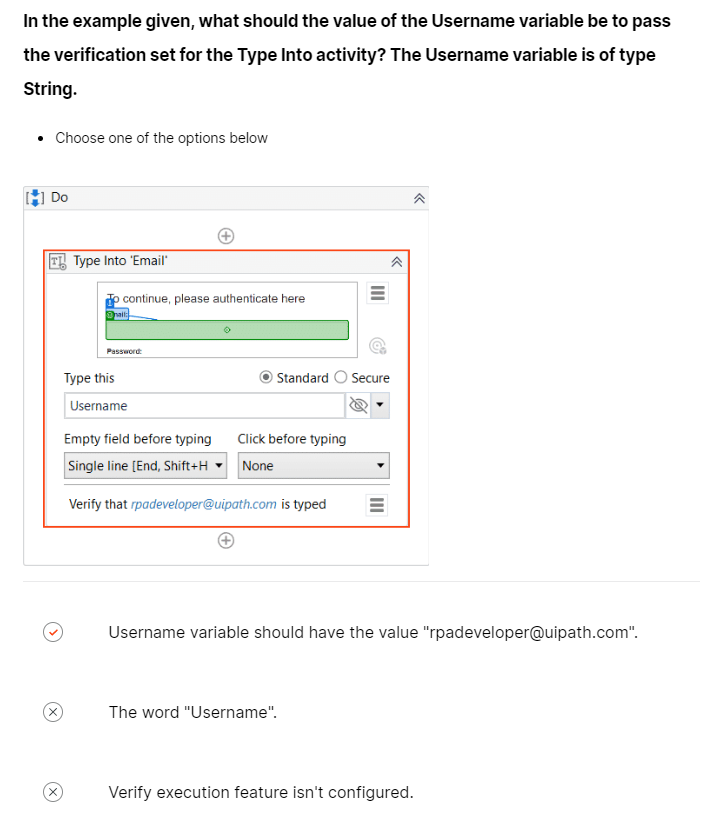 In the example given, what should the value of the Username variable be to pass
the verification set for the Type Into activity? The Username variable is of type
String.
Choose one of the options below
Do
TI Type Into 'Email'
To continue, please authenticate here
Password:
Type this Standard Secure
Username
Empty field before typing Click before typing
Single line [End, Shift+H None
Verify that rpadeveloper@uipath.com is typed
Username variable should have the value "rpadeveloper@uipath.com".
The word "Username".
Verify execution feature isn't configured.